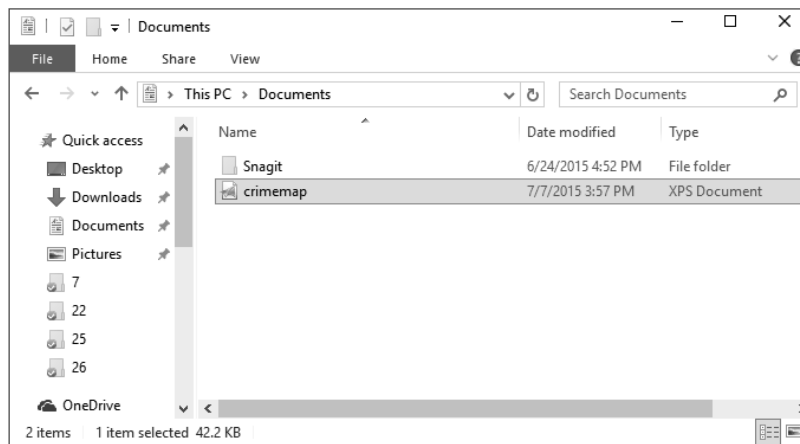 Documents
File Home Share View
This PC > Documents Search Documents
Name Date modified Type
Quick access
Desktop
Downloads
Documents
Pictures
7
22
25
26
OneDrive
Snagit 6/24/2015 4:52 PM File folder
crimemap 7/7/2015 3:57 PM XPS Document
2 items 1 item selected 42.2 KB